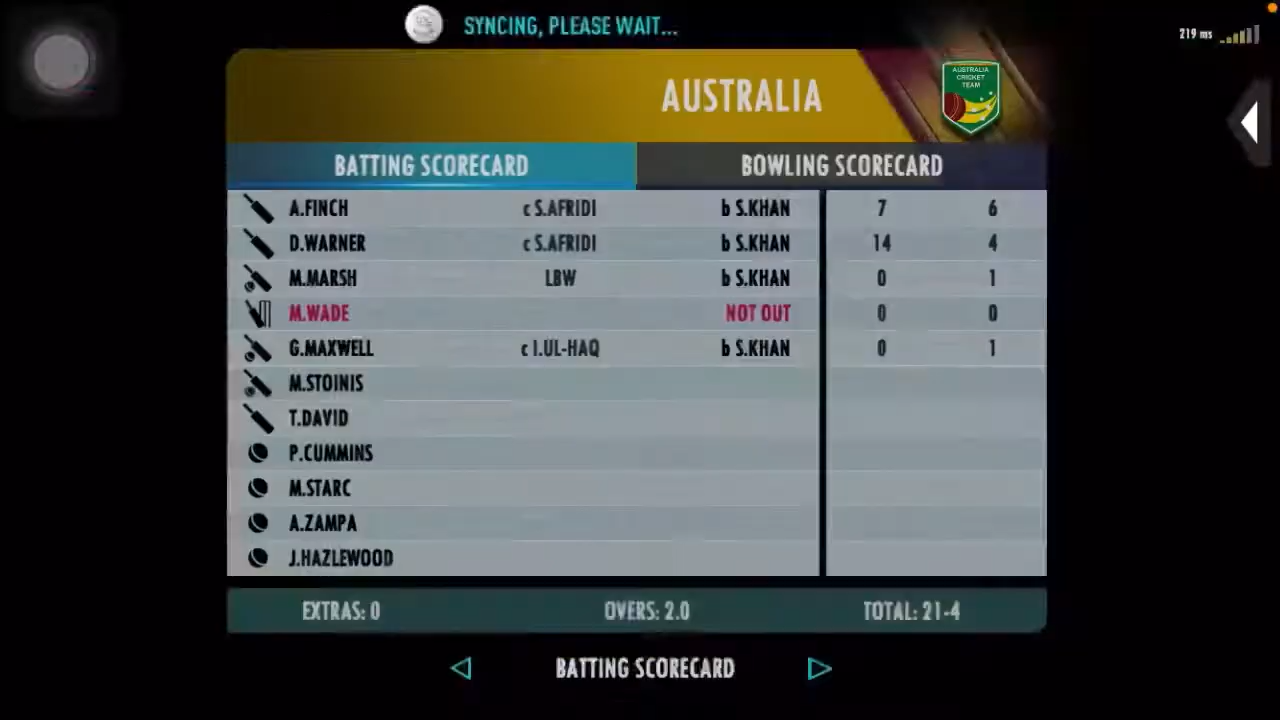 SYNCING, PLEASE WAIT...
219 ms
AUSTRALIA
AUSTRALIA
CRICKET
TEAM
BATTING SCORECARD BOWLING SCORECARD
A.FINCH c S.AFRIDI b S.KHAN 7 6
D.WARNER c S.AFRIDI b S.KHAN 14 4
M.MARSH LBW b S.KHAN 0 1
M.WADE NOT OUT 0 0
G.MAXWELL c I.UL-HAQ b S.KHAN 0 1
M.STOINIS
T.DAVID
P.CUMMINS
M.STARC
A.ZAMPA
J.HAZLEWOOD
EXTRAS: 0 OVERS: 2.0 TOTAL: 21-4
BATTING SCORECARD